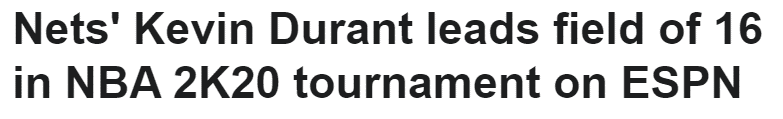 Nets' Kevin Durant leads field of 16
in NBA 2K20 tournament on ESPN